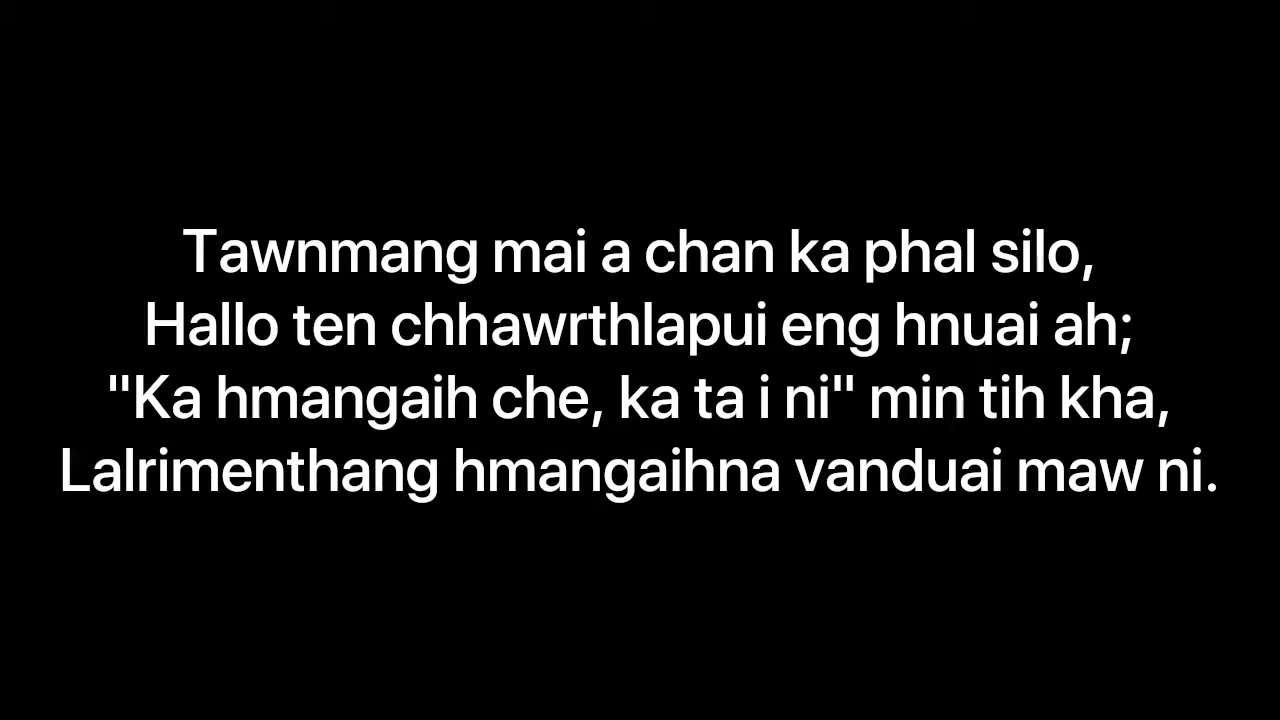 Tawnmang mai a chan ka phal silo,
Hallo ten chhawrthlapui eng hnuai ah;
"Ka hmangaih che, ka ta i ni" min tih kha,
Lalrimenthang hmangaihna vanduai maw ni.